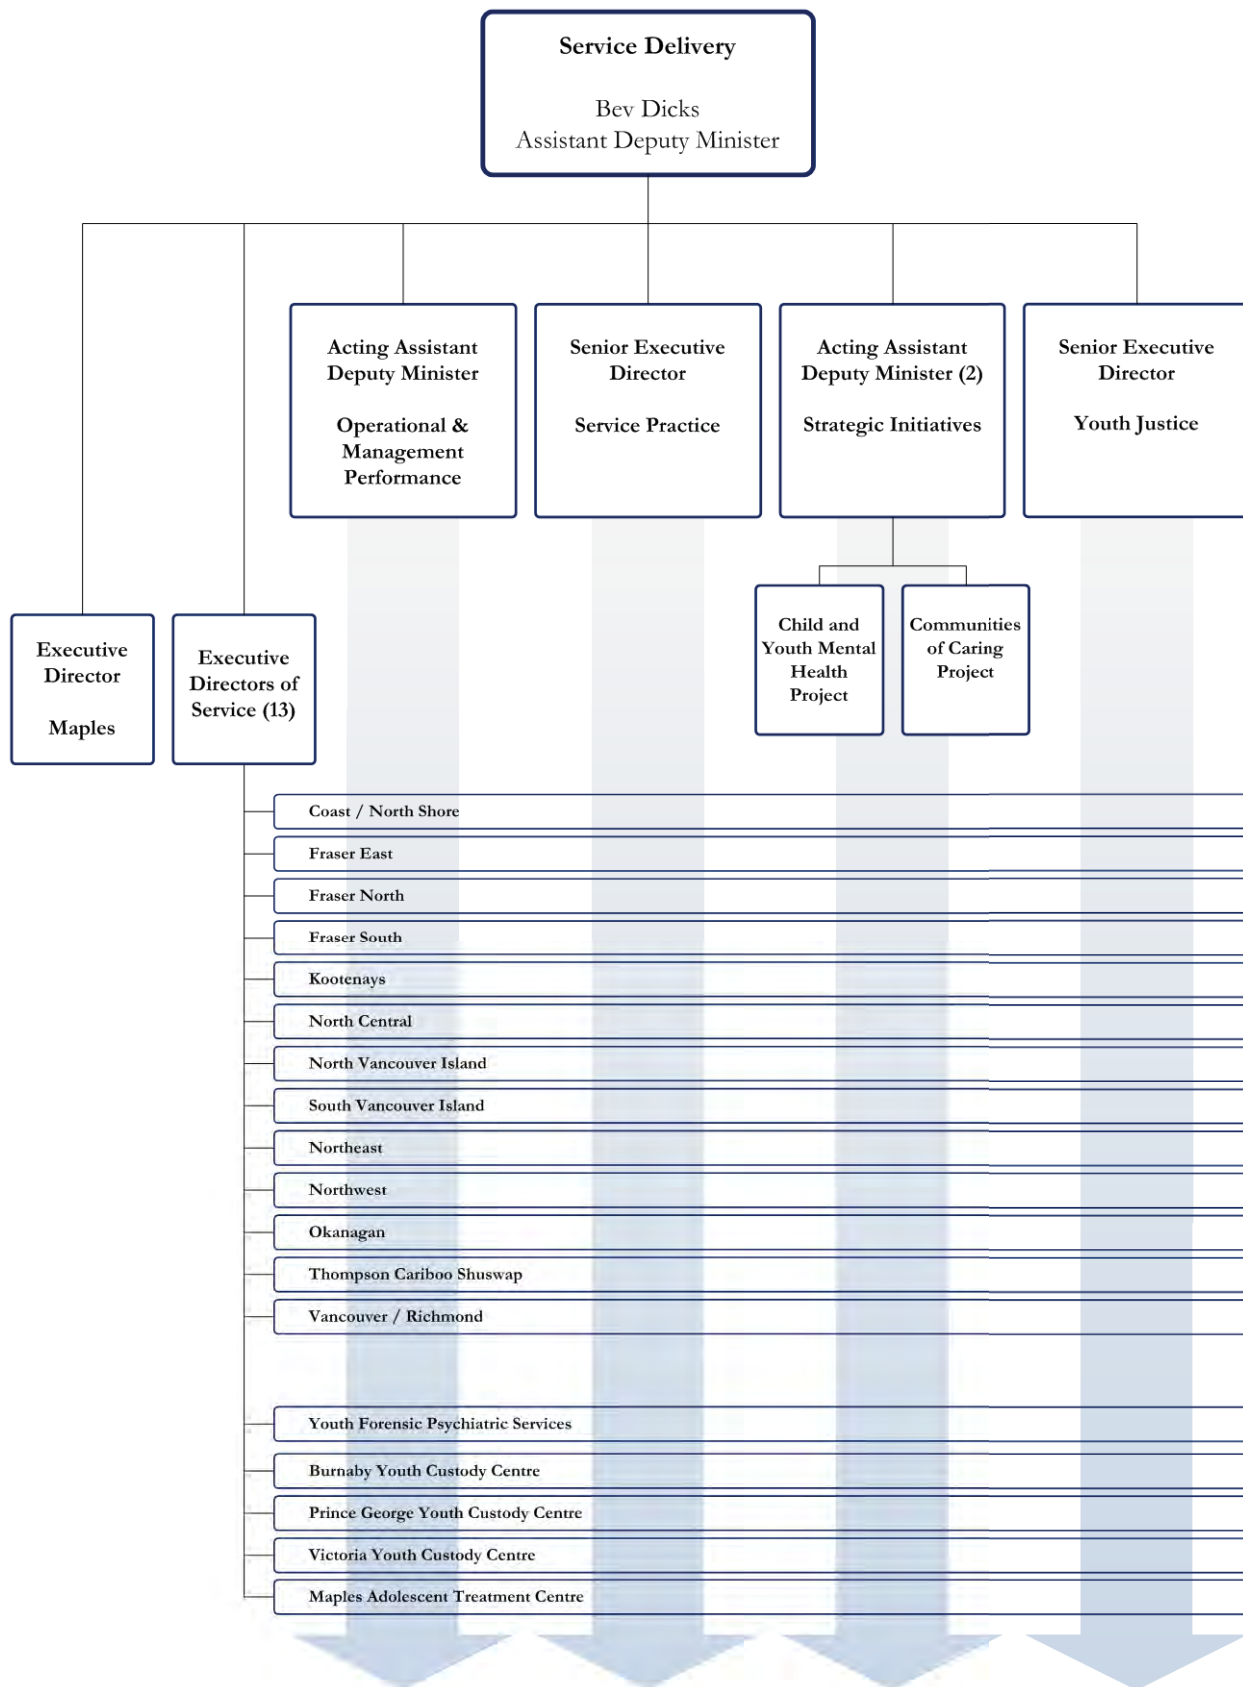 Service Delivery
Bev Dicks
Assistant Deputy Minister
Acting Assistant
Deputy Minister
Operational &
Management
Performance
Senior Executive
Director
Service Practice
Acting Assistant
Deputy Minister (2)
Strategic Initiatives
Senior Executive
Director
Youth Justice
Child and
Youth Mental
Health
Project
Communities
of Caring
Project
Executive
Director
Maples
Executive
Directors of
Service (13)
Coast / North Shore
Fraser East
Fraser North
Fraser South
Kootenays
North Central
North Vancouver Island
South Vancouver Island
Northeast
Northwest
Okanagan
Thompson Cariboo Shuswap
Vancouver / Richmond
Youth Forensic Psychiatric Services
Burnaby Youth Custody Centre
Prince George Youth Custody Centre
Victoria Youth Custody Centre
Maples Adolescent Treatment Centre